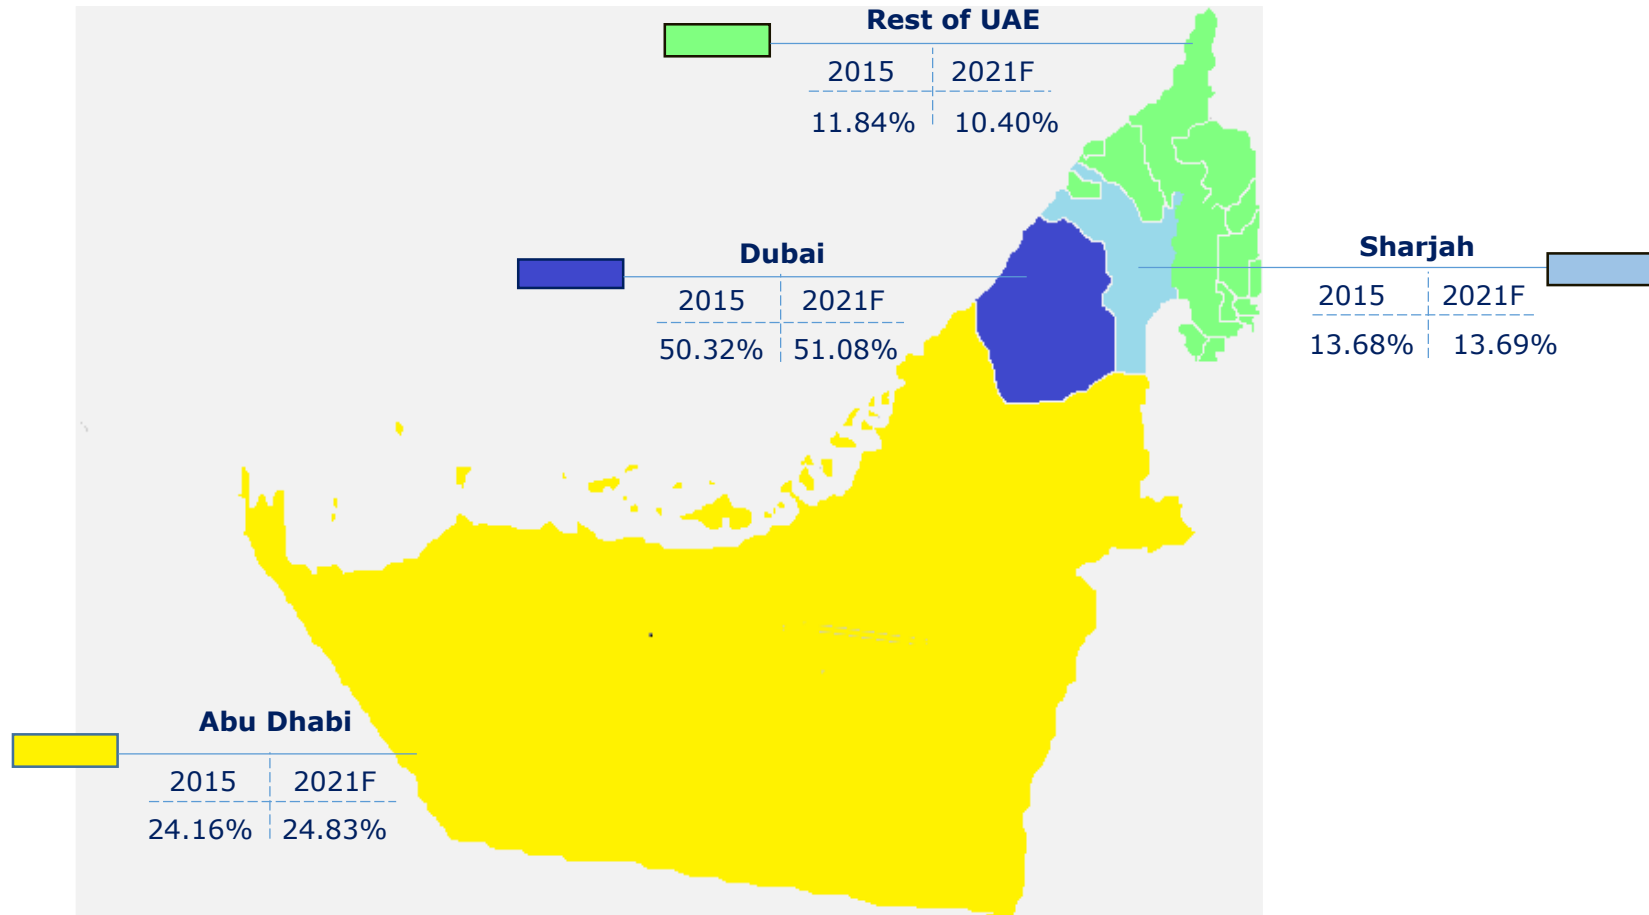 Rest of UAE
2015 2021F
11.84% 10.40%
Dubai
2015 2021F
50.32% 51.08%
Sharjah
2015 2021F
13.68% 13.69%
Abu Dhabi
2015 2021F
24.16% 24.83%